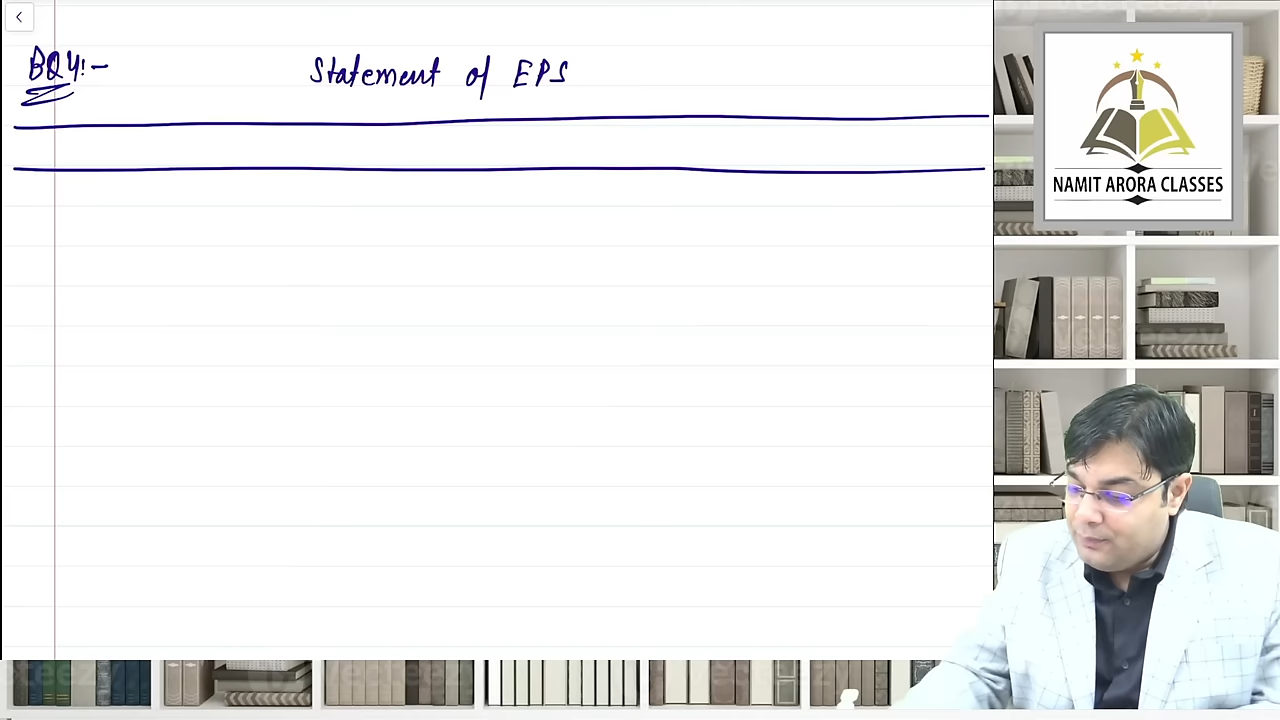 BQ4:- Statement of EPS
NAMIT ARORA CLASSES